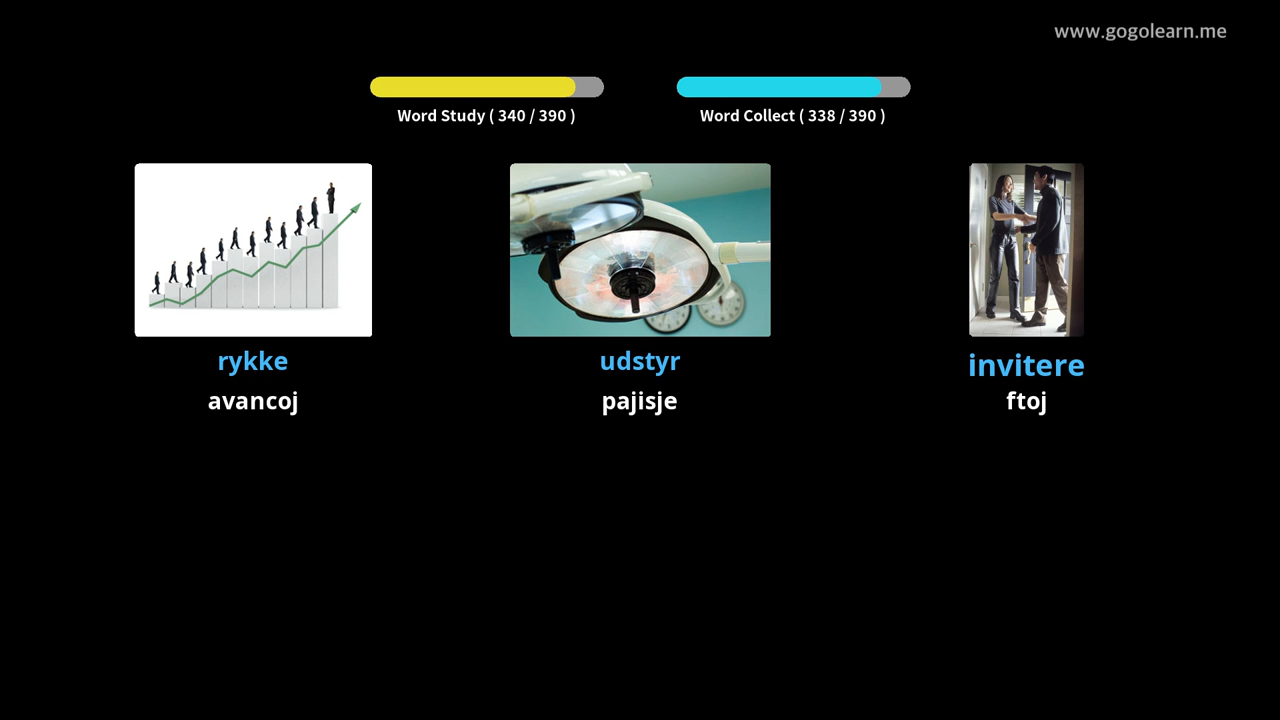 www.gogolearn.me
Word Study ( 340 / 390 )
Word Collect ( 338 / 390 )
rykke
avancoj
udstyr
pajisje
invitere
ftoj